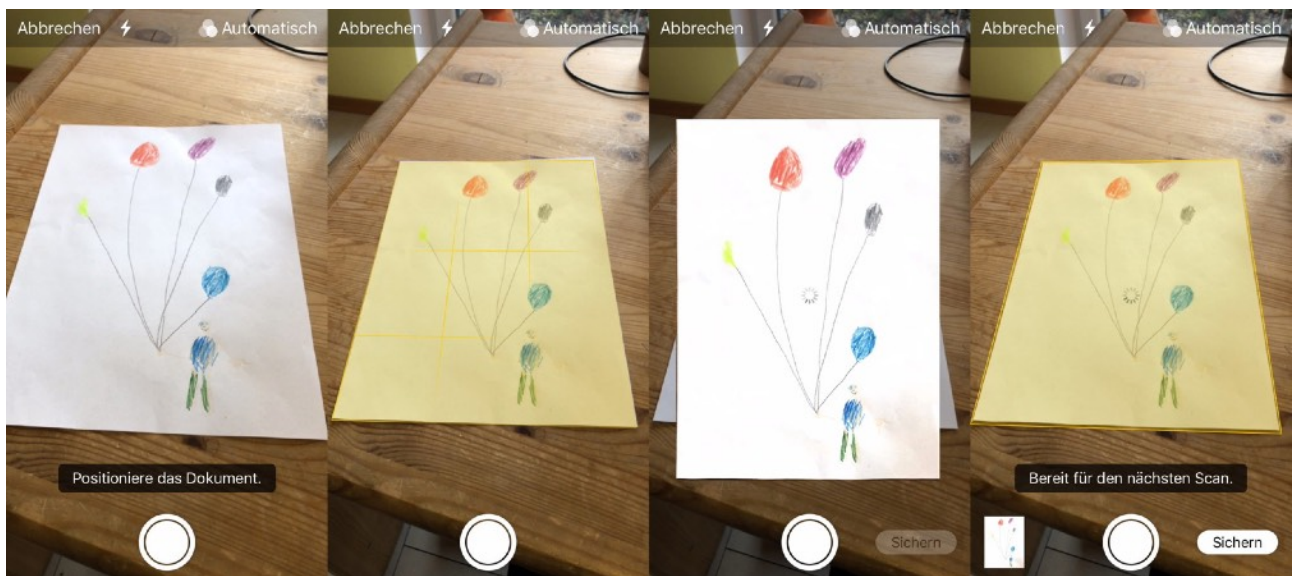 Abbrechen Automatisch
Positioniere das Dokument.
Abbrechen Automatisch
Abbrechen Automatisch
Sichern
Abbrechen Automatisch
Bereit für den nächsten Scan.
Sichern